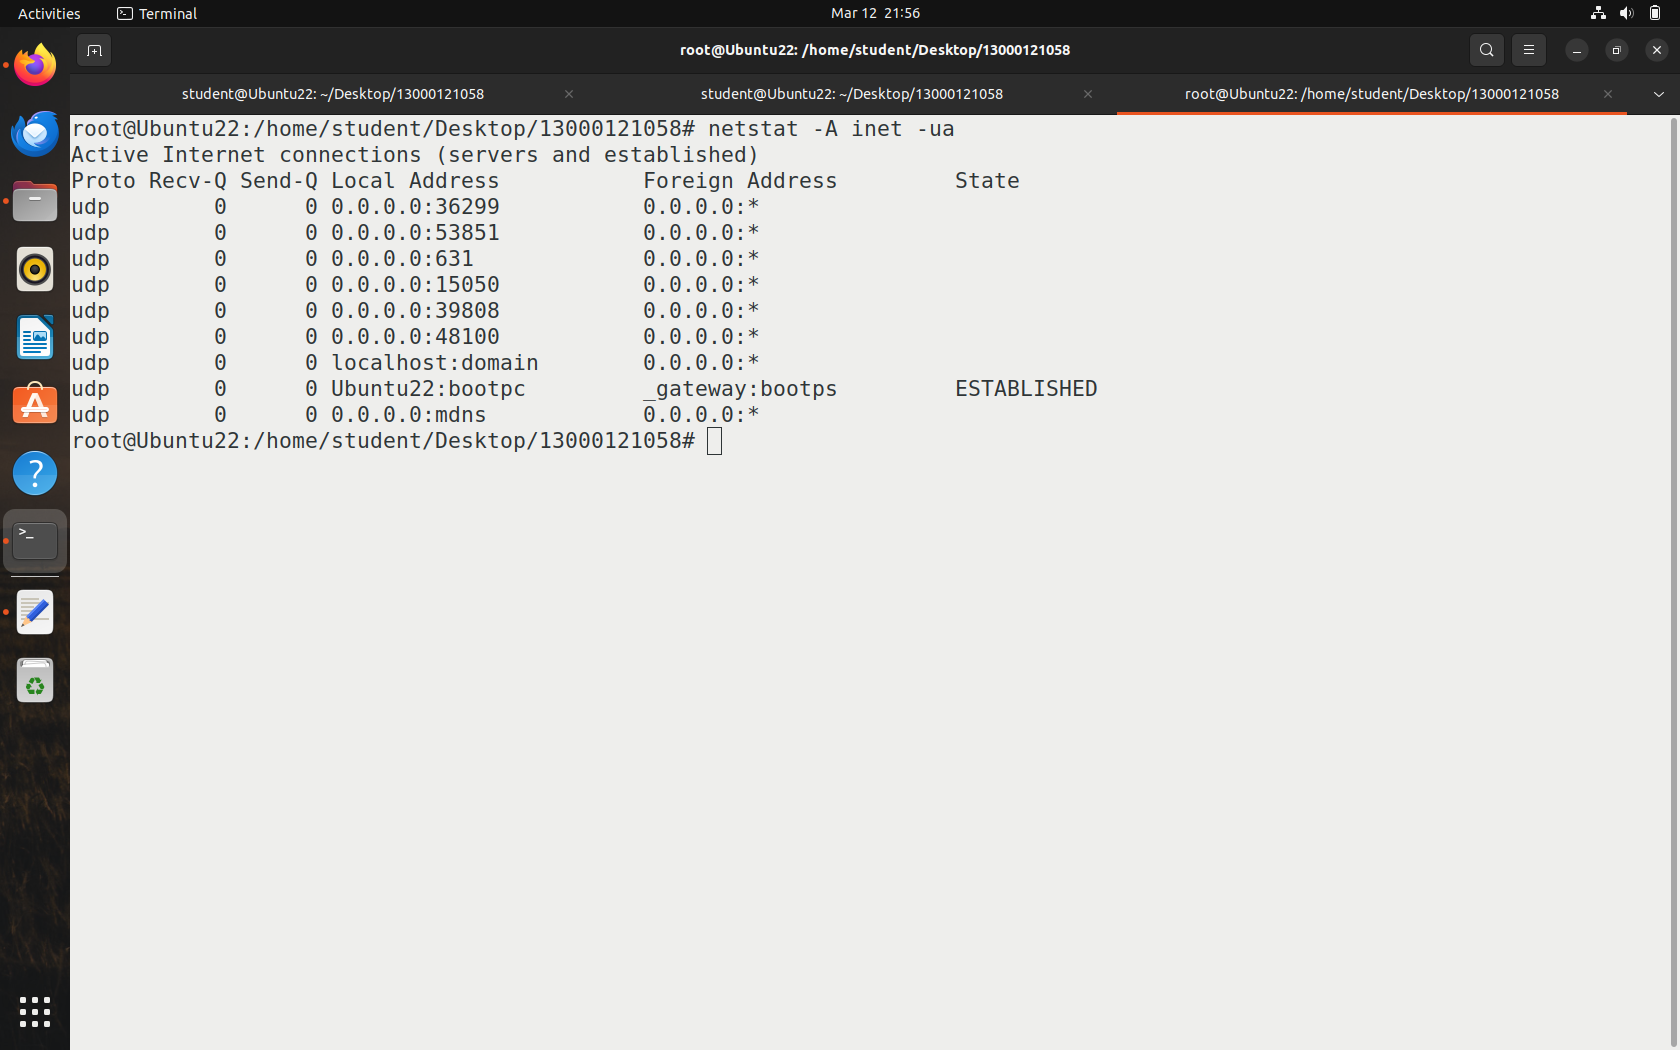 Activities Terminal Mar 12 21:56
root@Ubuntu22: /home/student/Desktop/13000121058
student@Ubuntu22: ~/Desktop/13000121058 student@Ubuntu22: ~/Desktop/13000121058 root@Ubuntu22: /home/student/Desktop/13000121058
root@Ubuntu22:/home/student/Desktop/13000121058# netstat -A inet -ua
Active Internet connections (servers and established)
Proto Recv-Q Send-Q Local Address           Foreign Address         State
udp        0      0 0.0.0.0:36299           0.0.0.0:*
udp        0      0 0.0.0.0:53851           0.0.0.0:*
udp        0      0 0.0.0.0:631             0.0.0.0:*
udp        0      0 0.0.0.0:15050           0.0.0.0:*
udp        0      0 0.0.0.0:39808           0.0.0.0:*
udp        0      0 0.0.0.0:48100           0.0.0.0:*
udp        0      0 localhost:domain        0.0.0.0:*
udp        0      0 Ubuntu22:bootpc         _gateway:bootps         ESTABLISHED
udp        0      0 0.0.0.0:mdns            0.0.0.0:*
root@Ubuntu22:/home/student/Desktop/13000121058#